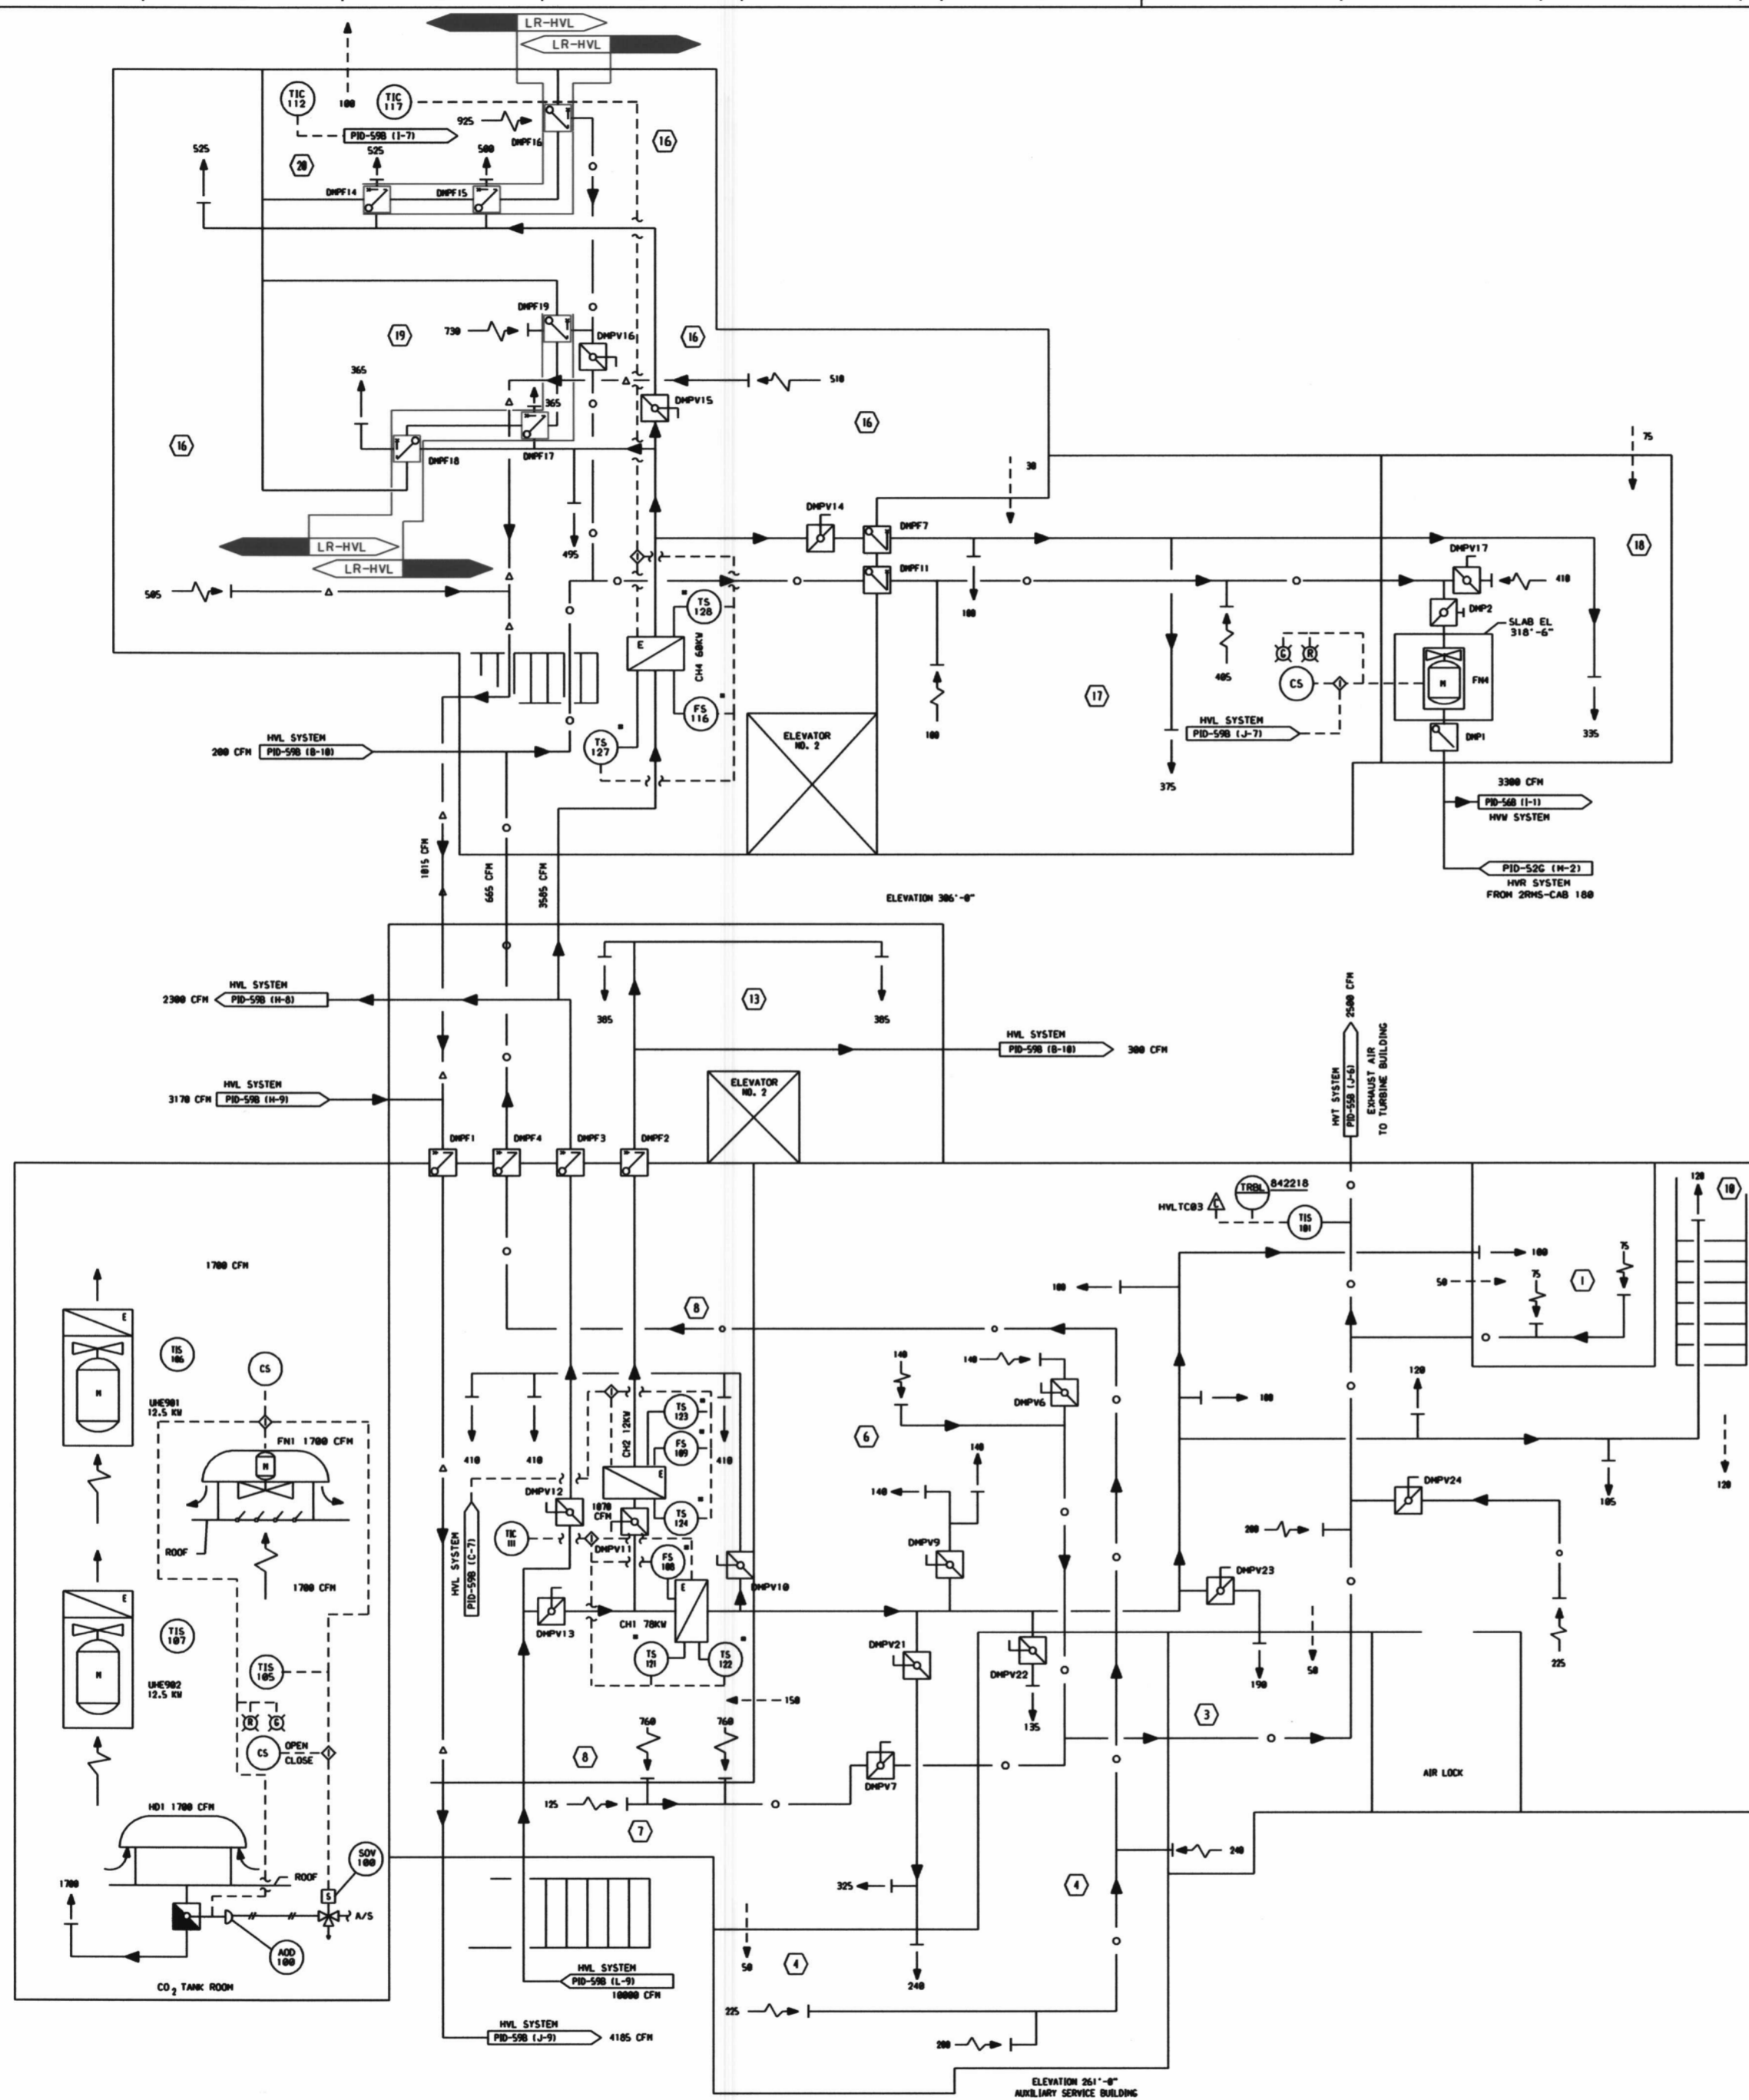 LR-HVL
LR-HVL
TIC
112
100
TIC
117
925
DMPF16
16
PID-59B (I-7)
525
525
500
20
DMPF14
DMPF15
DMPF19
730
19
DMPV16
16
365
510
365
DMPV15
16
16
DMPF18
DMPF17
75
30
DMPV14
DMPF7
495
LR-HVL
LR-HVL
DMPF11
DMPV17
18
410
505
TS
128
100
DMP2
SLAB EL
318'-6"
E
CH4 60KW
G
R
405
CS
M
FN4
17
FS
116
HVL SYSTEM
PID-59B (J-7)
ELEVATOR
NO. 2
TS
127
100
335
DMP1
HVL SYSTEM
200 CFM
PID-59B (B-10)
375
3300 CFM
PID-56B (I-1)
HVW SYSTEM
1015 CFM
665 CFM
3585 CFM
PID-52G (M-2)
HVR SYSTEM
FROM 2RMS-CAB 180
ELEVATION 306'-0"
HVL SYSTEM
2300 CFM
PID-59B (H-8)
13
385
385
HVL SYSTEM
PID-59B (B-10)
300 CFM
HVT SYSTEM
PID-55B (J-6)
2500 CFM
EXHAUST AIR
TO TURBINE BUILDING
HVL SYSTEM
3170 CFM
PID-59B (H-9)
ELEVATOR
NO. 2
DMPF1
DMPF4
DMPF3
DMPF2
TRBL
842218
HVLTC03
C
TIS
101
120
10
1700 CFM
100
75
50
75
1
100
8
E
M
TIS
106
CS
140
140
DMPV6
120
100
UHE901
12.5 KW
FN1 1700 CFM
M
410
410
CH2 12KW
TS
123
FS
109
E
410
6
140
DMPV12
1070
CFM
TS
124
140
DMPV24
105
120
ROOF
TIC
111
DMPV11
FS
108
DMPV9
200
HVL SYSTEM
PID-59B (C-7)
1700 CFM
DMPV10
DMPV23
E
M
TIS
107
E
DMPV13
CH1 78KW
TS
121
TS
122
DMPV21
DMPV22
225
50
190
TIS
105
UHE902
12.5 KW
150
135
R
G
CS
OPEN
CLOSE
760
760
8
3
DMPV7
AIR LOCK
HD1 1700 CFM
125
7
240
SOV
100
ROOF
1700
S
A/S
325
4
AOD
100
50
4
240
CO2 TANK ROOM
HVL SYSTEM
PID-59B (L-9)
10000 CFM
225
HVL SYSTEM
PID-59B (J-9)
4185 CFM
200
ELEVATION 261'-0"
AUXILIARY SERVICE BUILDING